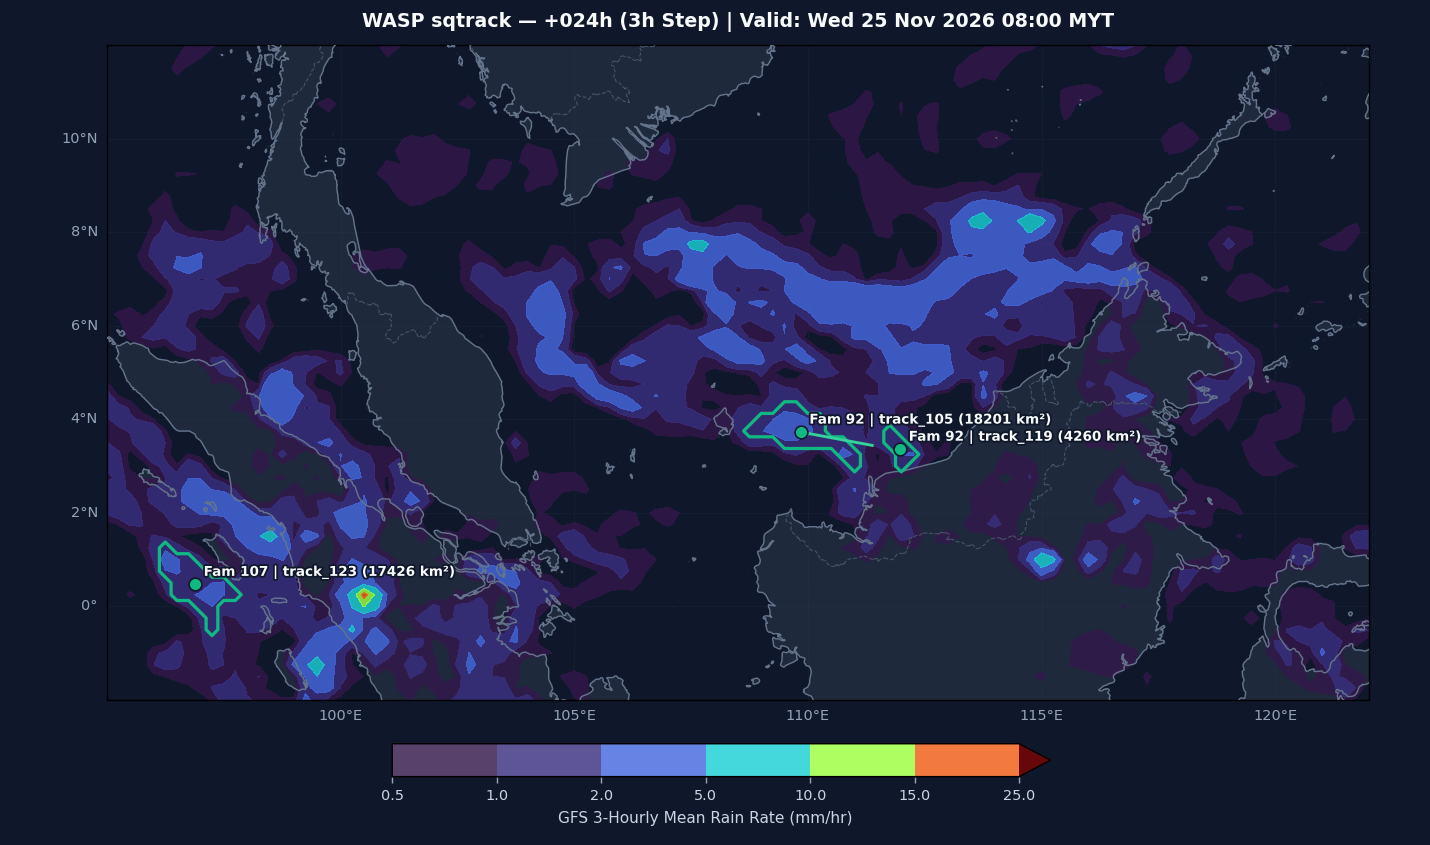 WASP sqtrack — +024h (3h Step) | Valid: Wed 25 Nov 2026 08:00 MYT
10°N
8°N
6°N
4°N
2°N
0°
Fam 92 | track_105 (18201 km²)
Fam 92 | track_119 (4260 km²)
Fam 107 | track_123 (17426 km²)
100°E 105°E 110°E 115°E 120°E
0.5 1.0 2.0 5.0 10.0 15.0 25.0
GFS 3-Hourly Mean Rain Rate (mm/hr)